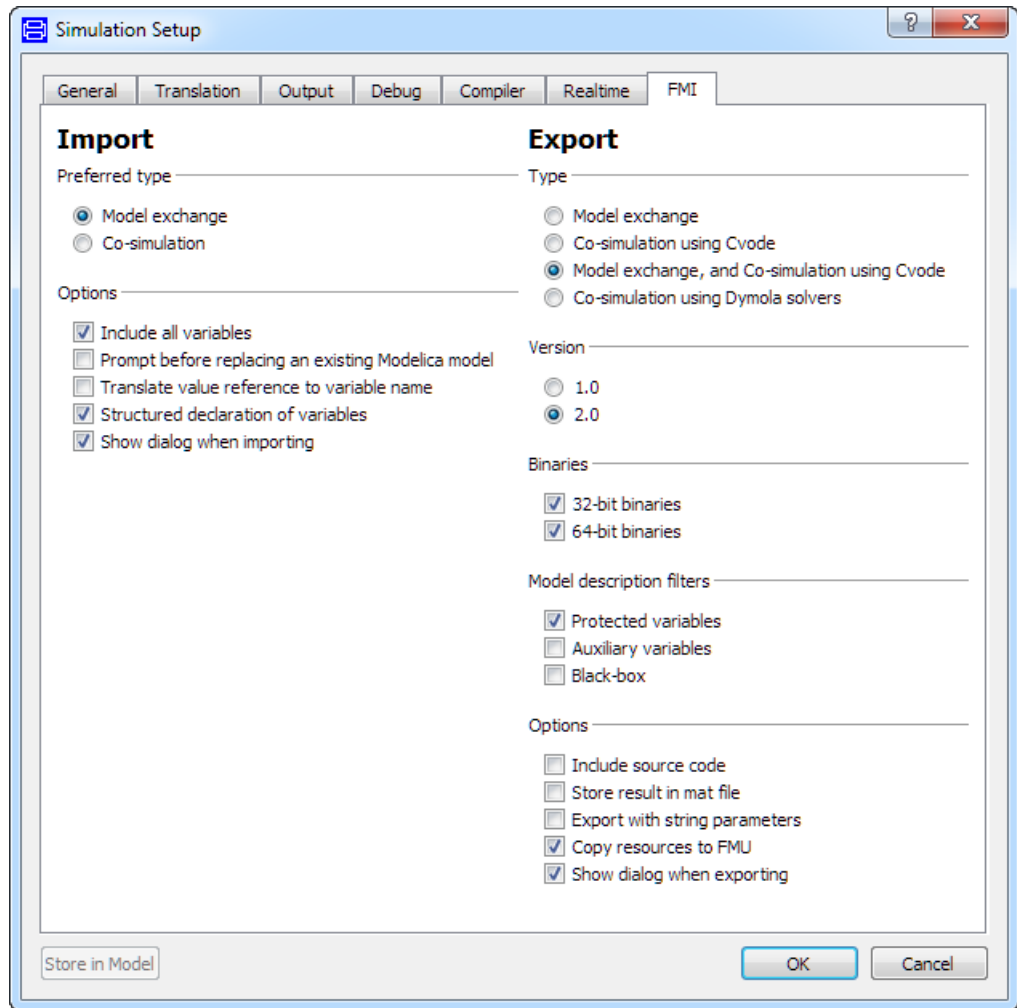 Simulation Setup
General Translation Output Debug Compiler Realtime FMI
Import
Preferred type
Model exchange
Co-simulation
Options
Include all variables
Prompt before replacing an existing Modelica model
Translate value reference to variable name
Structured declaration of variables
Show dialog when importing
Export
Type
Model exchange
Co-simulation using Cvode
Model exchange, and Co-simulation using Cvode
Co-simulation using Dymola solvers
Version
1.0
2.0
Binaries
32-bit binaries
64-bit binaries
Model description filters
Protected variables
Auxiliary variables
Black-box
Options
Include source code
Store result in mat file
Export with string parameters
Copy resources to FMU
Show dialog when exporting
Store in Model OK Cancel